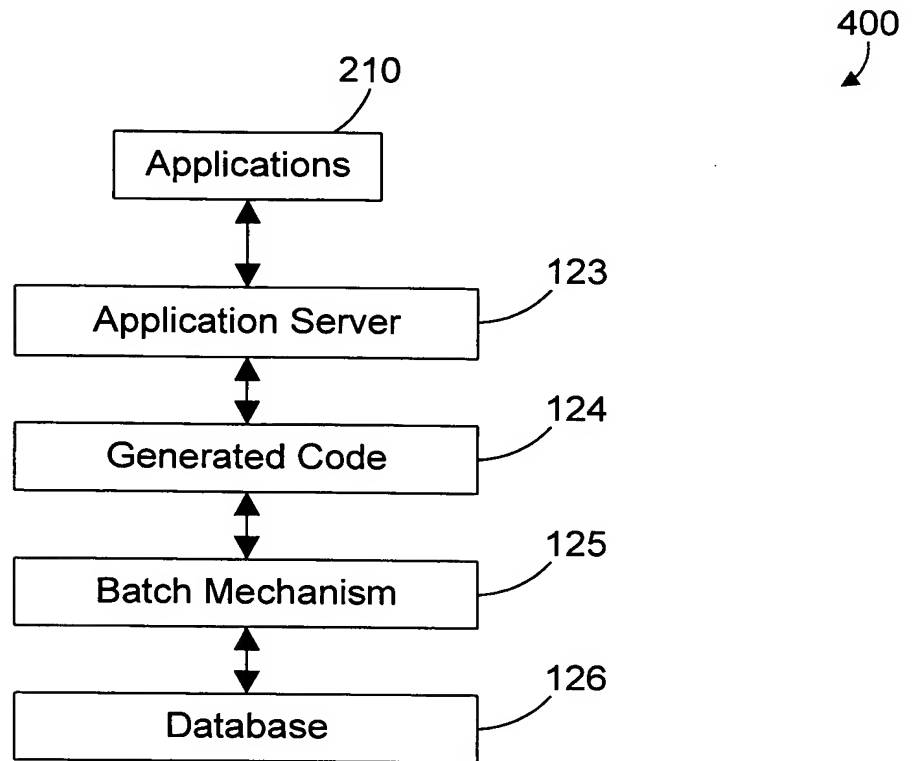 400
210
Applications
123
Application Server
124
Generated Code
125
Batch Mechanism
126
Database